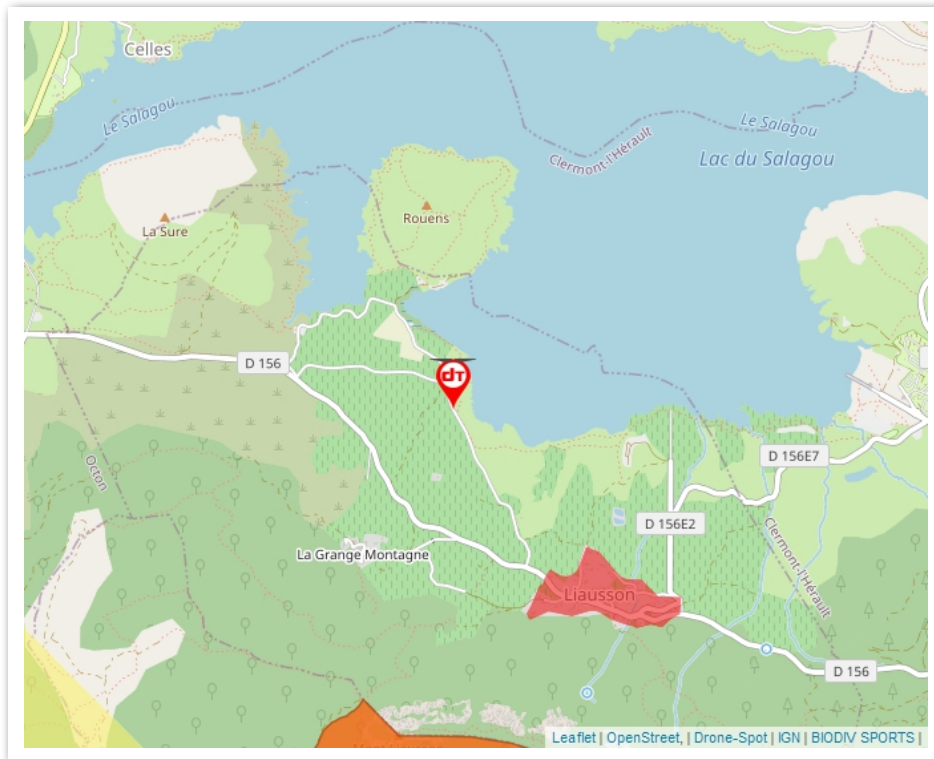 Celles
Le Salagou
Le Salagou
Clermont-l'Hérault
Lac du Salagou
Rouens
La Sure
D 156
dT
D 156E7
Octon
D 156E2
La Grange Montagne
Clermont-l'Hérault
Liausson
D 156
Leaflet | OpenStreet, | Drone-Spot | IGN | BIODIV SPORTS |